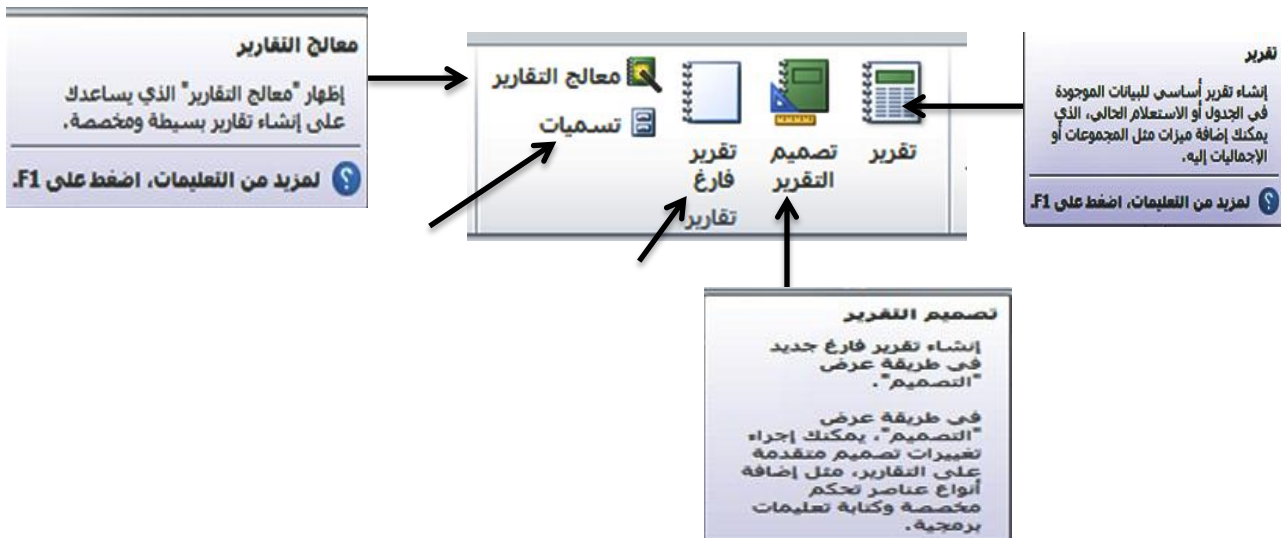 تقرير
إنشاء تقرير أساسي للبيانات الموجودة
في الجدول أو الاستعلام الحالي، الذي
يمكنك إضافة ميزات مثل المجموعات أو
الإجماليات إليه.
لمزيد من التعليمات، اضغط على F1.
معالج التقارير
تسميات
تقرير
فارغ
تصميم
التقرير
تقرير
تقارير
معالج التقارير
إظهار "معالج التقارير" الذي يساعدك
على إنشاء تقارير بسيطة ومخصصة.
لمزيد من التعليمات، اضغط على F1.
تصميم التقرير
إنشاء تقرير فارغ جديد
في طريقة عرض
"التصميم".
في طريقة عرض
"التصميم"، يمكنك إجراء
تغييرات تصميم متقدمة
على التقارير، مثل إضافة
أنواع عناصر تحكم
مخصصة وكتابة تعليمات
برمجية.